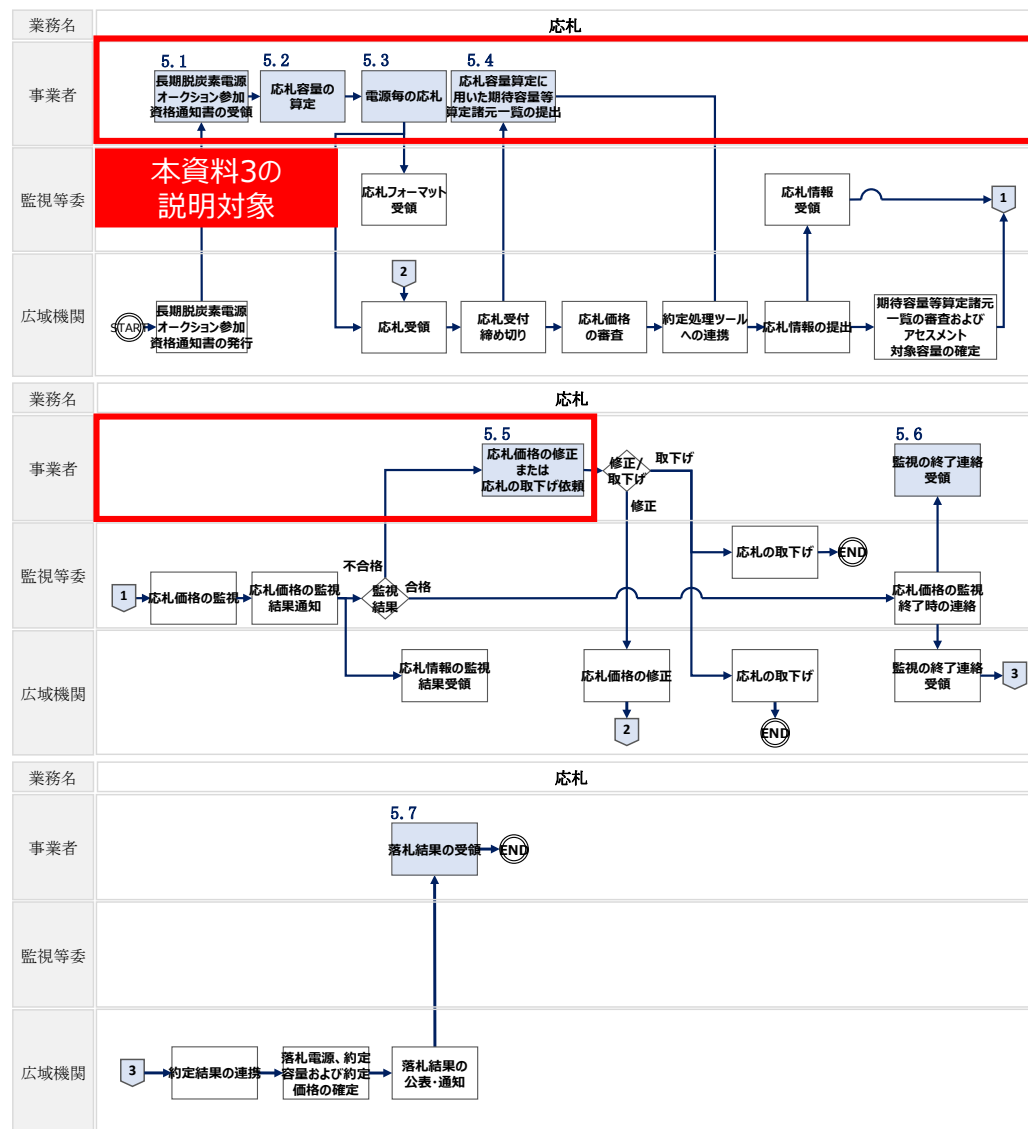 業務名
応札
事業者
5.1
長期脱炭素電源
オークション参加
資格通知書の受領
5.2
応札容量の
算定
5.3
電源毎の応札
5.4
応札容量算定に
用いた期待容量等
算定諸元一覧の提出
監視等委
本資料3の
説明対象
応札フォーマット
受領
応札情報
受領
1
広域機関
START
長期脱炭素電源
オークション参加
資格通知書の発行
2
応札受領
応札受付
締め切り
応札価格
の審査
約定処理ツール
への連携
応札情報の提出
期待容量等算定諸元
一覧の審査および
アセスメント
対象容量の確定
業務名
応札
事業者
5.5
応札価格の修正
または
応札の取下げ依頼
修正/
取下げ
取下げ
修正
5.6
監視の終了連絡
受領
監視等委
1
応札価格の監視
応札価格の監視
結果通知
不合格
監視
結果
合格
応札の取下げ
END
応札価格の監視
終了時の連絡
広域機関
応札情報の監視
結果受領
応札価格の修正
2
応札の取下げ
END
監視の終了連絡
受領
3
業務名
応札
事業者
5.7
落札結果の受領
END
監視等委
広域機関
3
約定結果の連携
落札電源、約定
容量および約定
価格の確定
落札結果の
公表・通知